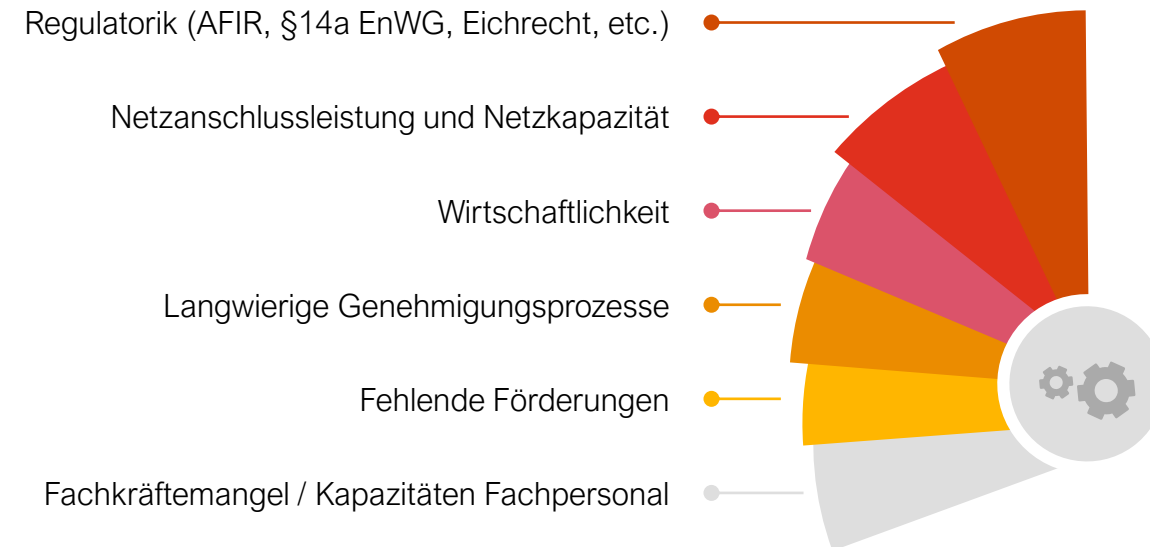 Regulatorik (AFIR, §14a EnWG, Eichrecht, etc.)
Netzanschlussleistung und Netzkapazität
Wirtschaftlichkeit
Langwierige Genehmigungsprozesse
Fehlende Förderungen
Fachkräftemangel / Kapazitäten Fachpersonal